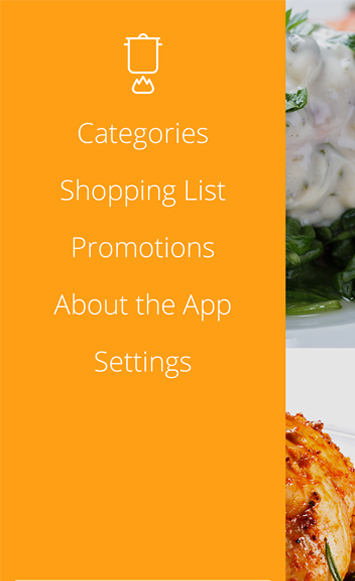 Categories
Shopping List
Promotions
About the App
Settings